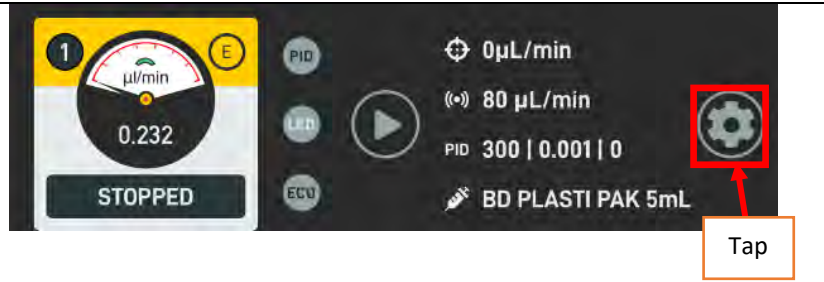 1
E
µl/min
0.232
STOPPED
PID
LED
ECO
0µL/min
80 µL/min
PID 300 | 0.001 | 0
BD PLASTI PAK 5mL
Tap